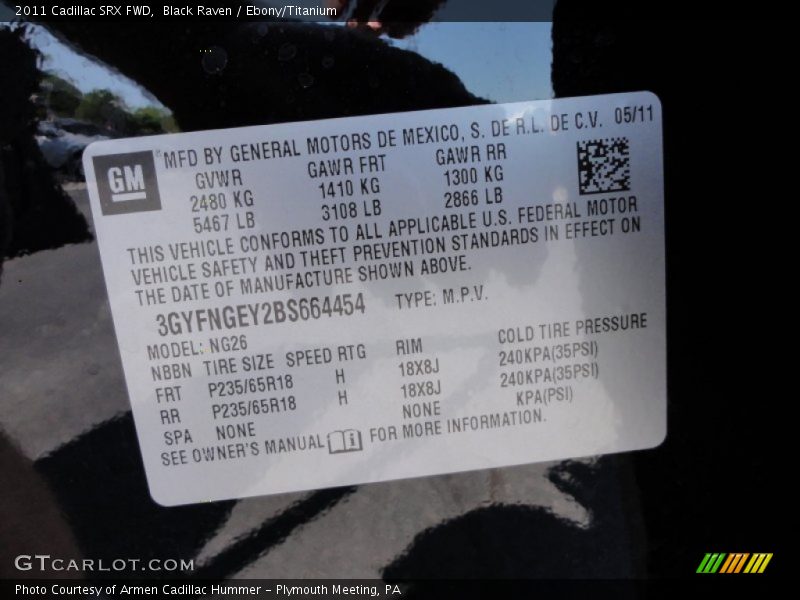 2011 Cadillac SRX FWD,  Black Raven / Ebony/Titanium
GM
MFD BY GENERAL MOTORS DE MEXICO, S. DE R.L. DE C.V. 05/11
GVWR GAWR FRT GAWR RR
2480 KG 1410 KG 1300 KG
5467 LB 3108 LB 2866 LB
THIS VEHICLE CONFORMS TO ALL APPLICABLE U.S. FEDERAL MOTOR
VEHICLE SAFETY AND THEFT PREVENTION STANDARDS IN EFFECT ON
THE DATE OF MANUFACTURE SHOWN ABOVE.
3GYFNGEY2BS664454 TYPE: M.P.V.
MODEL: NG26
NBBN TIRE SIZE SPEED RTG RIM COLD TIRE PRESSURE
FRT P235/65R18 H 18X8J 240KPA(35PSI)
RR P235/65R18 H 18X8J 240KPA(35PSI)
SPA NONE NONE KPA(PSI)
SEE OWNER'S MANUAL FOR MORE INFORMATION.
GTCARLOT.COM
Photo Courtesy of Armen Cadillac Hummer – Plymouth Meeting, PA